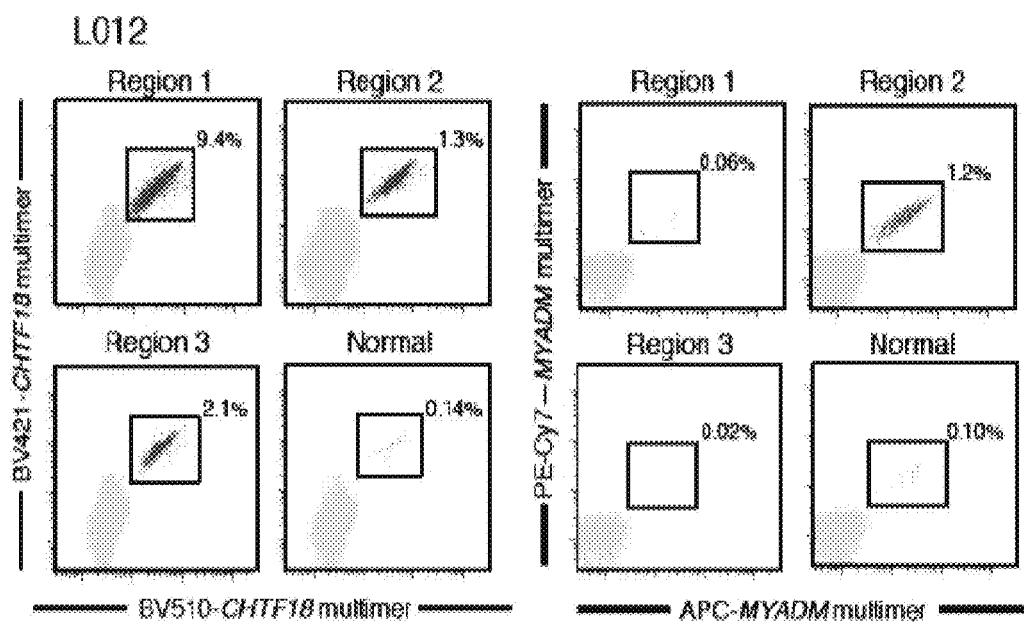 L012
Region 1
Region 2
9.4%
1.3%
Region 3
Normal
2.1%
0.14%
BV421-CHTF18 multimer
BV510-CHTF18 multimer
Region 1
Region 2
0.06%
1.2%
Region 3
Normal
0.02%
0.10%
PE-Cy7 – MYADM multimer
APC-MYADM multimer